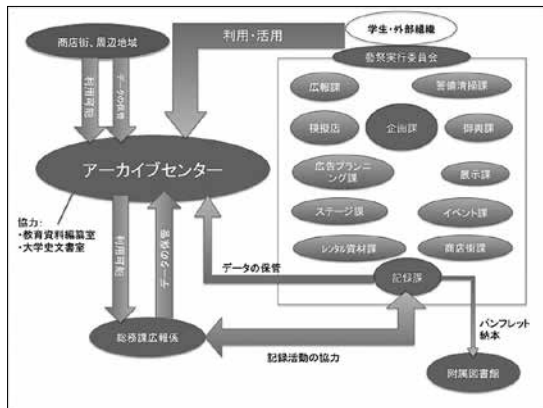 商店街、周辺地域
利用・活用
学生・外部組織
藝祭実行委員会
利用可能
データの保管
広報課
警備清掃課
模擬店
企画課
御輿課
アーカイブセンター
広告プランニ
ング課
展示課
協力:
・教育資料編纂室
・大学史文書室
ステージ課
イベント課
利用可能
データの保管
レンタル資材課
商店街課
データの保管
記録課
総務課広報係
記録活動の協力
パンフレット
納本
附属図書館